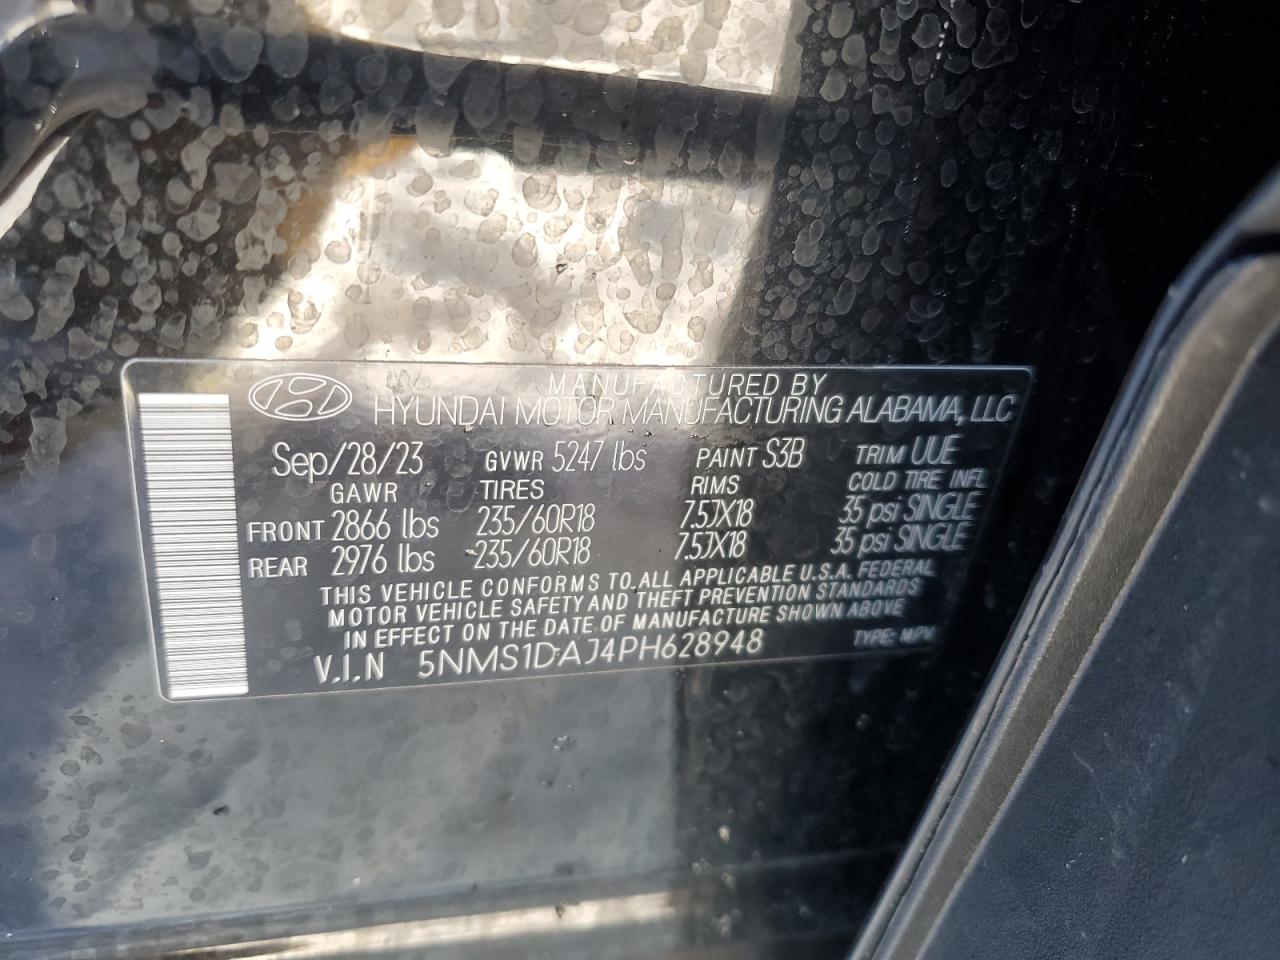 MANUFACTURED BY
HYUNDAI MOTOR MANUFACTURING ALABAMA, LLC
Sep/28/23 GVWR 5247 lbs PAINT S3B TRIM UUE
GAWR TIRES RIMS COLD TIRE INFL
FRONT 2866 lbs 235/60R18 7.5JX18 35 psi SINGLE
REAR 2976 lbs 235/60R18 7.5JX18 35 psi SINGLE
THIS VEHICLE CONFORMS TO ALL APPLICABLE U.S.A. FEDERAL
MOTOR VEHICLE SAFETY AND THEFT PREVENTION STANDARDS
IN EFFECT ON THE DATE OF MANUFACTURE SHOWN ABOVE
V.I.N 5NMS1DAJ4PH628948 TYPE: MPV